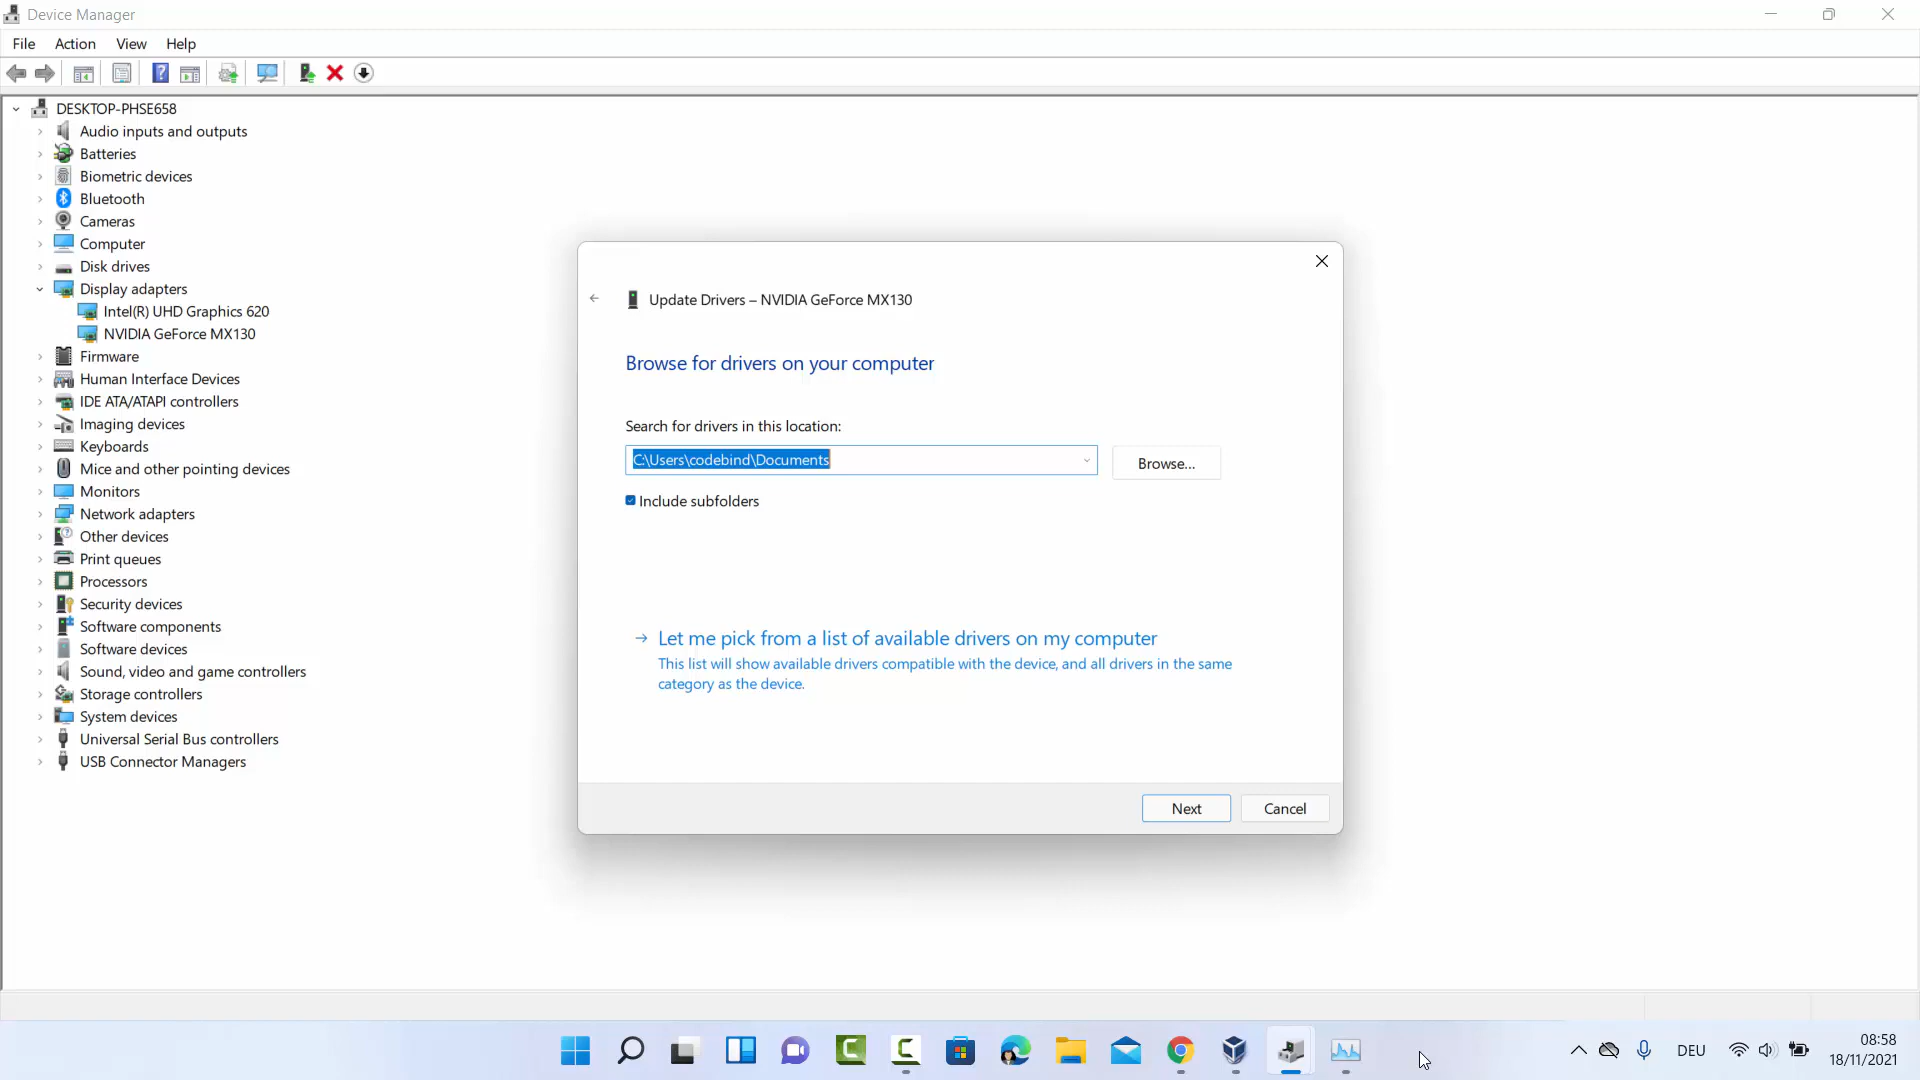 Device Manager
File Action View Help
DESKTOP-PHSE658
Audio inputs and outputs
Batteries
Biometric devices
Bluetooth
Cameras
Computer
Disk drives
Display adapters
Intel(R) UHD Graphics 620
NVIDIA GeForce MX130
Firmware
Human Interface Devices
IDE ATA/ATAPI controllers
Imaging devices
Keyboards
Mice and other pointing devices
Monitors
Network adapters
Other devices
Print queues
Processors
Security devices
Software components
Software devices
Sound, video and game controllers
Storage controllers
System devices
Universal Serial Bus controllers
USB Connector Managers
Update Drivers – NVIDIA GeForce MX130
Browse for drivers on your computer
Search for drivers in this location:
C:\Users\codebind\Documents
Browse...
Include subfolders
Let me pick from a list of available drivers on my computer
This list will show available drivers compatible with the device, and all drivers in the same
category as the device.
Next Cancel
DEU
08:58
18/11/2021